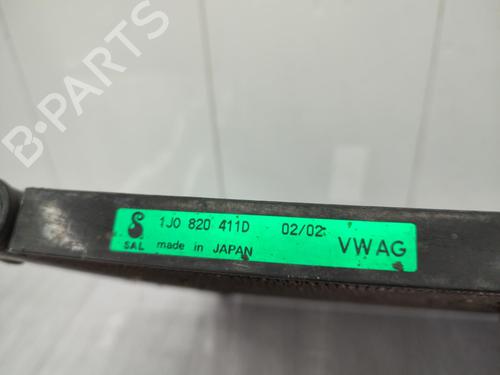 B-PARTS
1J0 820 411D 02/02
SAL made in JAPAN VWAG